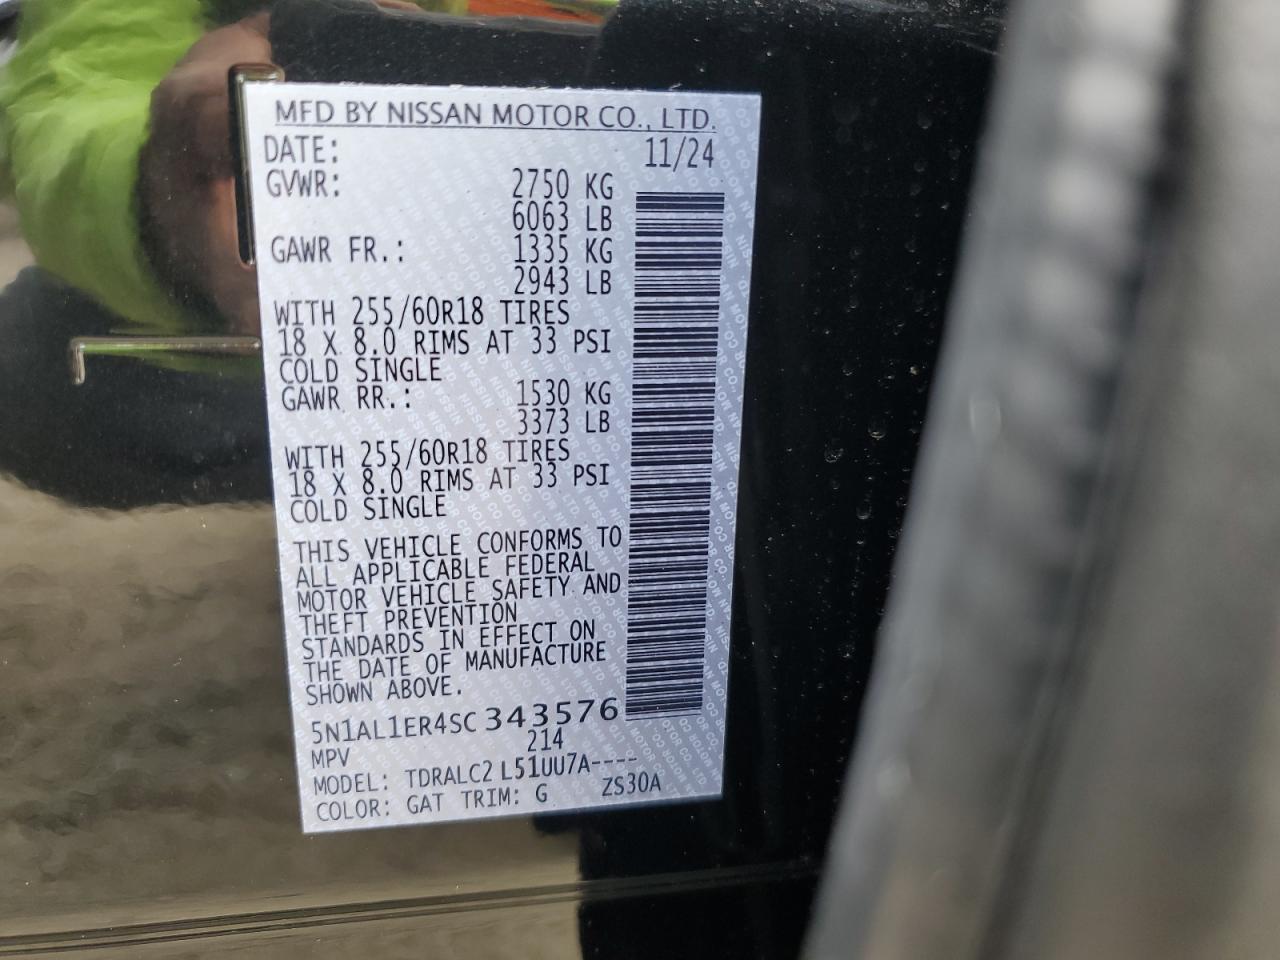 MFD BY NISSAN MOTOR CO., LTD.
DATE: 11/24
GVWR: 2750 KG
6063 LB
GAWR FR.: 1335 KG
2943 LB
WITH 255/60R18 TIRES
18 X 8.0 RIMS AT 33 PSI
COLD SINGLE
GAWR RR.: 1530 KG
3373 LB
WITH 255/60R18 TIRES
18 X 8.0 RIMS AT 33 PSI
COLD SINGLE
THIS VEHICLE CONFORMS TO
ALL APPLICABLE FEDERAL
MOTOR VEHICLE SAFETY AND
THEFT PREVENTION
STANDARDS IN EFFECT ON
THE DATE OF MANUFACTURE
SHOWN ABOVE.
5N1AL1ER4SC 343576
MPV 214
MODEL: TDRALC2 L51UU7A----
COLOR: GAT TRIM: G ZS30A